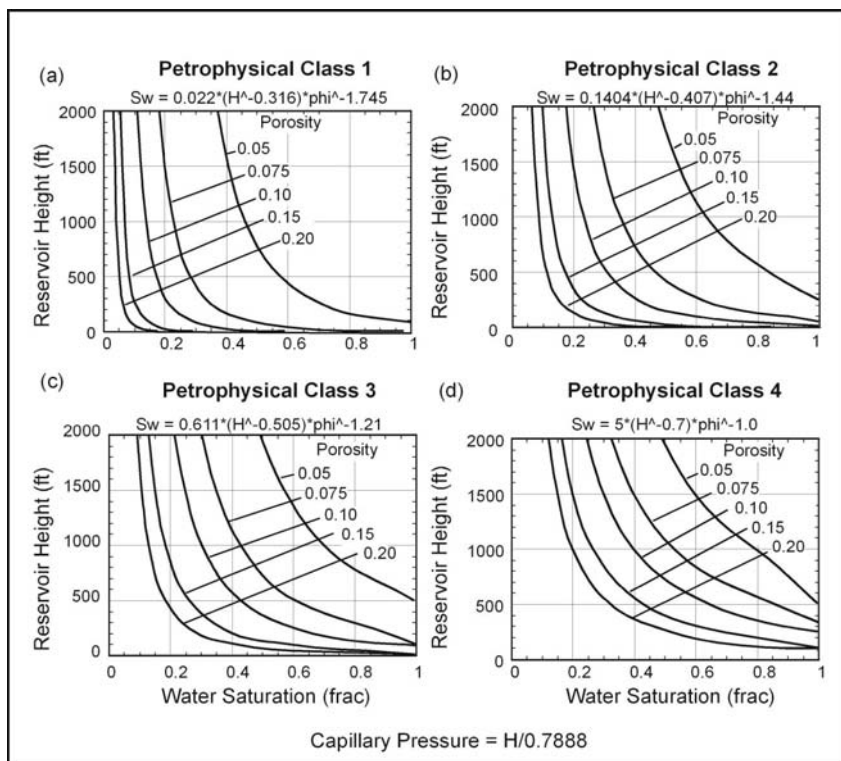 (a)
Petrophysical Class 1
Sw = 0.022*(H^-0.316)*phi^-1.745
Reservoir Height (ft)
2000
1500
1000
500
0
Porosity
0.05
0.075
0.10
0.15
0.20
0 0.2 0.4 0.6 0.8 1
(b)
Petrophysical Class 2
Sw = 0.1404*(H^-0.407)*phi^-1.44
Reservoir Height (ft)
2000
1500
1000
500
0
Porosity
0.05
0.075
0.10
0.15
0.20
0 0.2 0.4 0.6 0.8 1
(c)
Petrophysical Class 3
Sw = 0.611*(H^-0.505)*phi^-1.21
Reservoir Height (ft)
2000
1500
1000
500
0
Porosity
0.05
0.075
0.10
0.15
0.20
0 0.2 0.4 0.6 0.8 1
Water Saturation (frac)
(d)
Petrophysical Class 4
Sw = 5*(H^-0.7)*phi^-1.0
Reservoir Height (ft)
2000
1500
1000
500
0
Porosity
0.05
0.075
0.10
0.15
0.20
0 0.2 0.4 0.6 0.8 1
Water Saturation (frac)
Capillary Pressure = H/0.7888